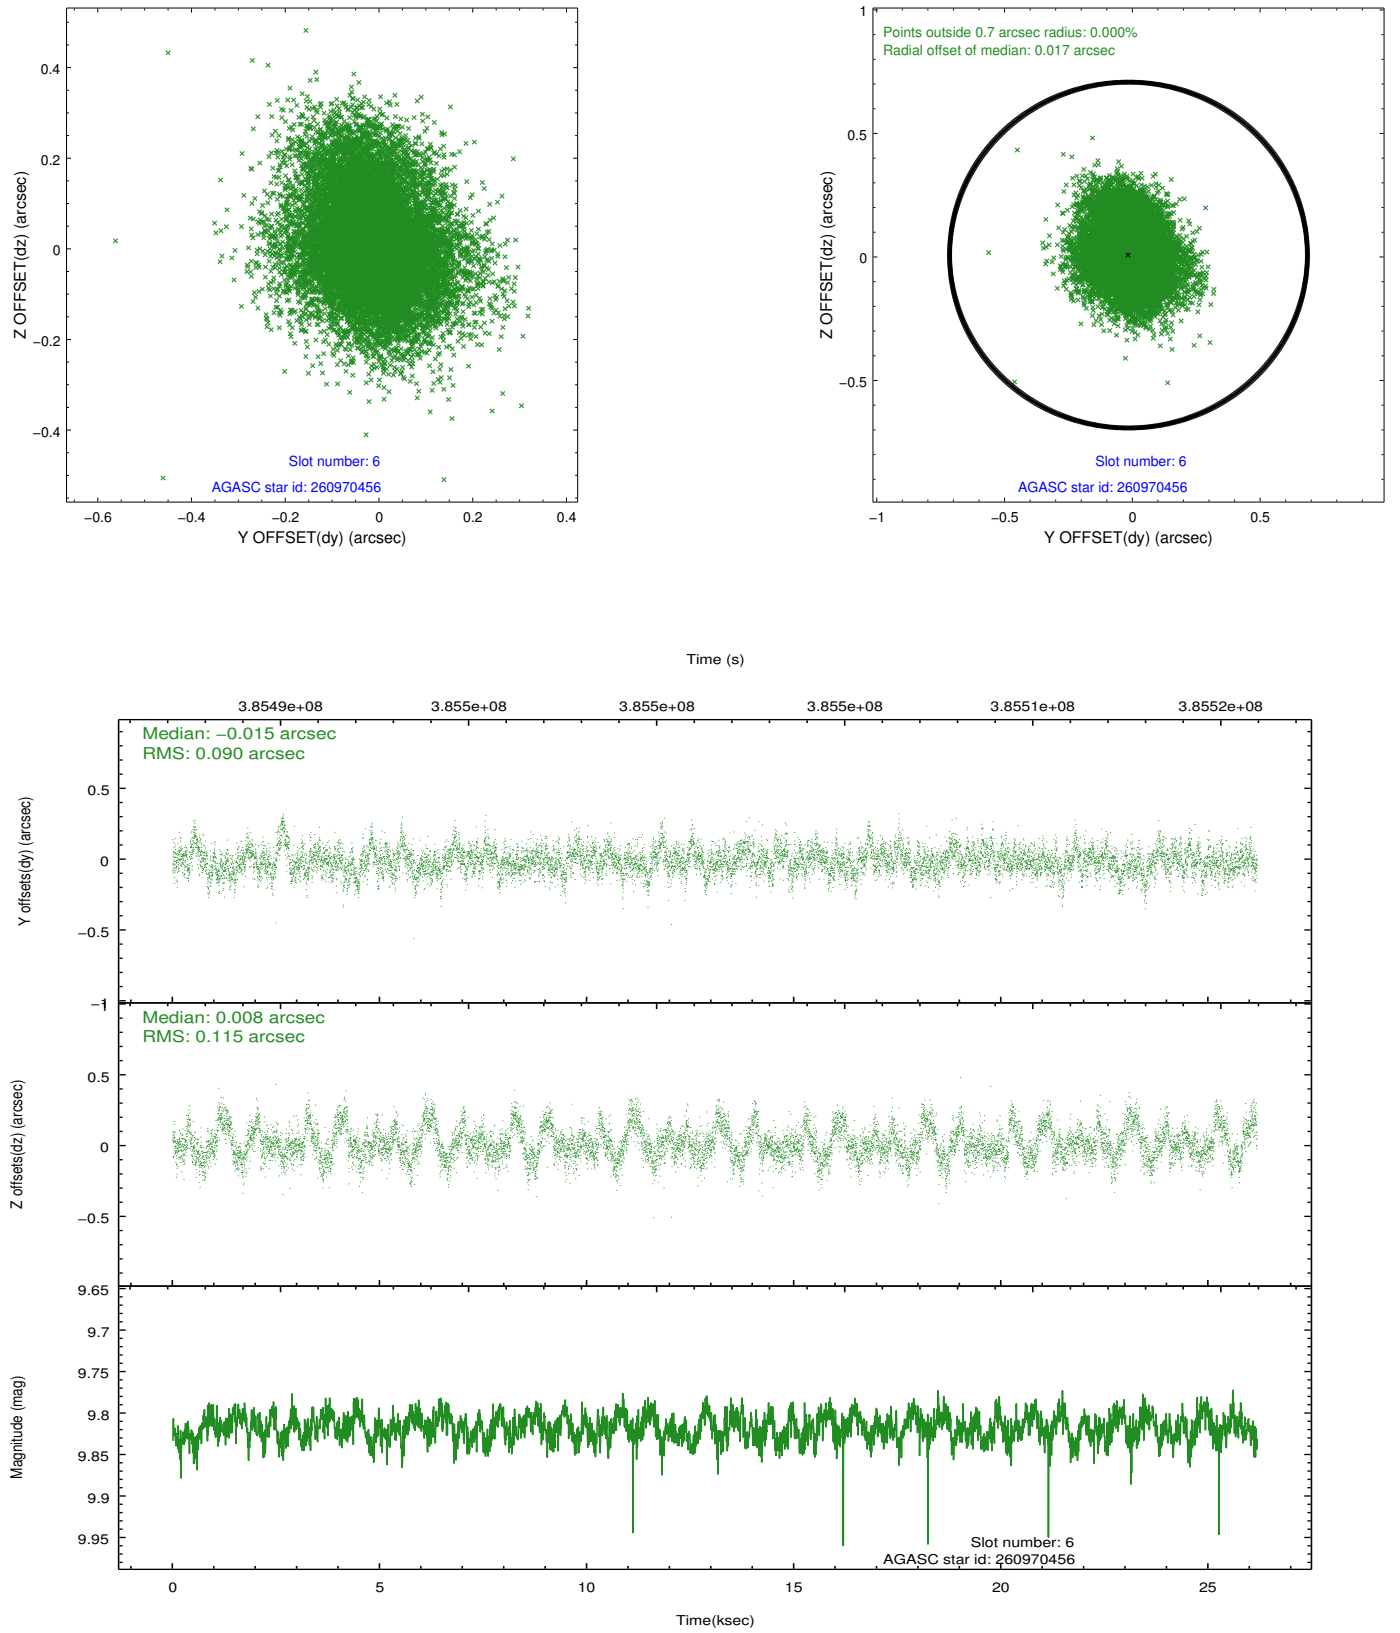 0.4
0.2
0
−0.2
−0.4
Z OFFSET(dz) (arcsec)
Slot number: 6
AGASC star id: 260970456
−0.6
−0.4
−0.2
0
0.2
0.4
Y OFFSET(dy) (arcsec)
1
0.5
0
−0.5
Z OFFSET(dz) (arcsec)
Points outside 0.7 arcsec radius: 0.000%
Radial offset of median: 0.017 arcsec
Slot number: 6
AGASC star id: 260970456
−1
−0.5
0
0.5
Y OFFSET(dy) (arcsec)
Time (s)
3.8549e+08
3.855e+08
3.855e+08
3.855e+08
3.8551e+08
3.8552e+08
Median: −0.015 arcsec
RMS: 0.090 arcsec
0.5
0
−0.5
−1
Y offsets(dy) (arcsec)
Median: 0.008 arcsec
RMS: 0.115 arcsec
0.5
0
−0.5
Z offsets(dz) (arcsec)
9.65
9.7
9.75
9.8
9.85
9.9
9.95
Magnitude (mag)
Slot number: 6
AGASC star id: 260970456
0
5
10
15
20
25
Time(ksec)